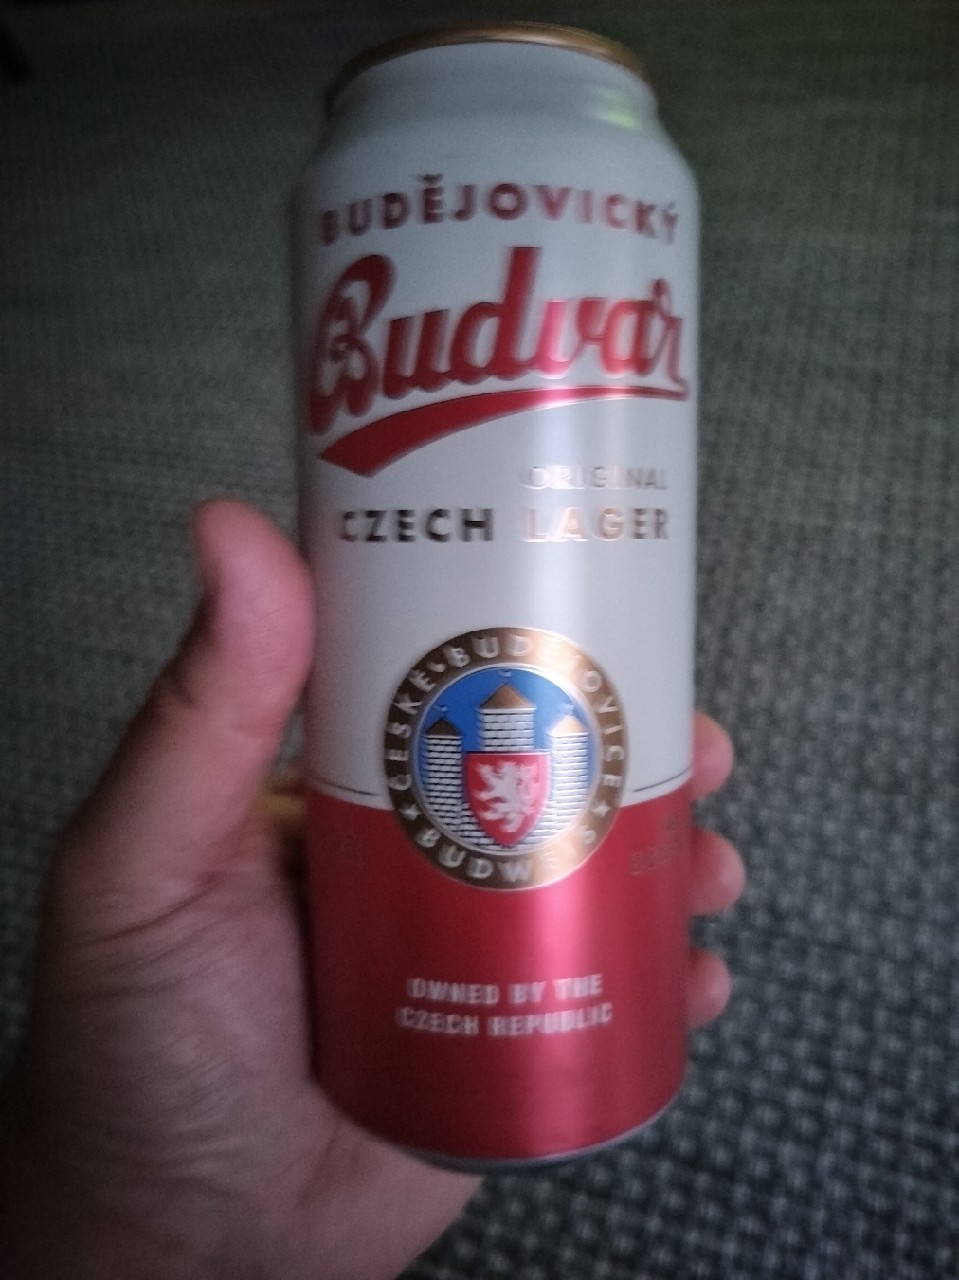 BUDĚJOVICKÝ
Budvar
ORIGINAL
CZECH LAGER
ČESKÉ BUDĚJOVICE
BUDWEIS
OWNED BY THE
CZECH REPUBLIC